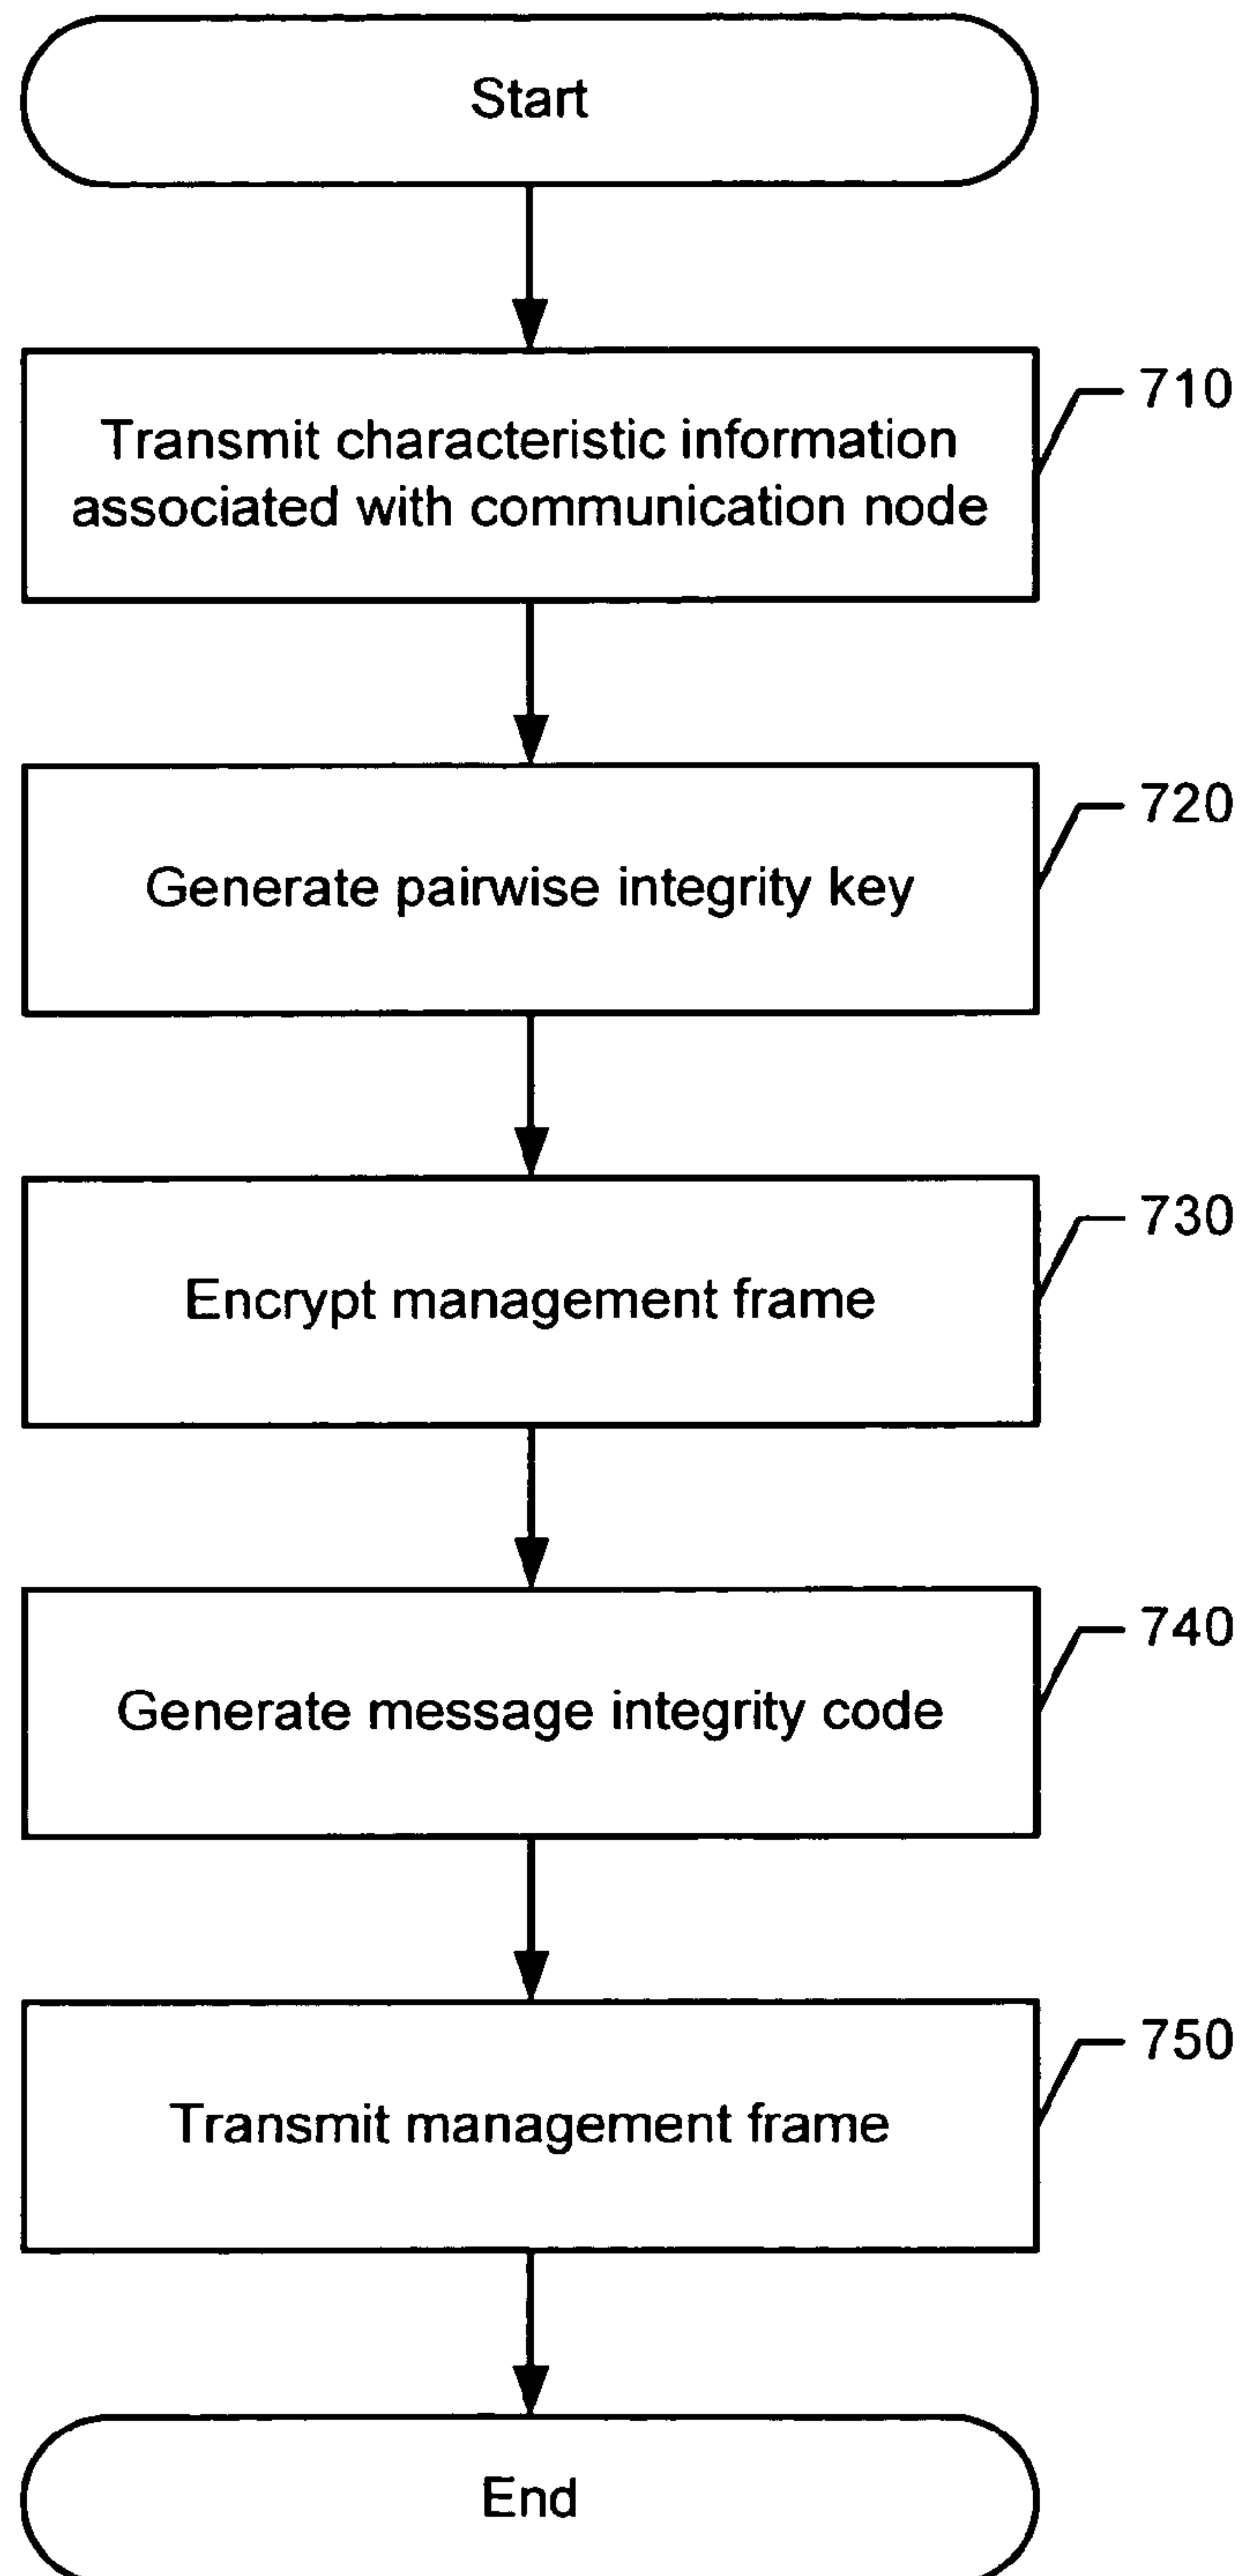 Start
710
Transmit characteristic information
associated with communication node
720
Generate pairwise integrity key
730
Encrypt management frame
740
Generate message integrity code
750
Transmit management frame
End